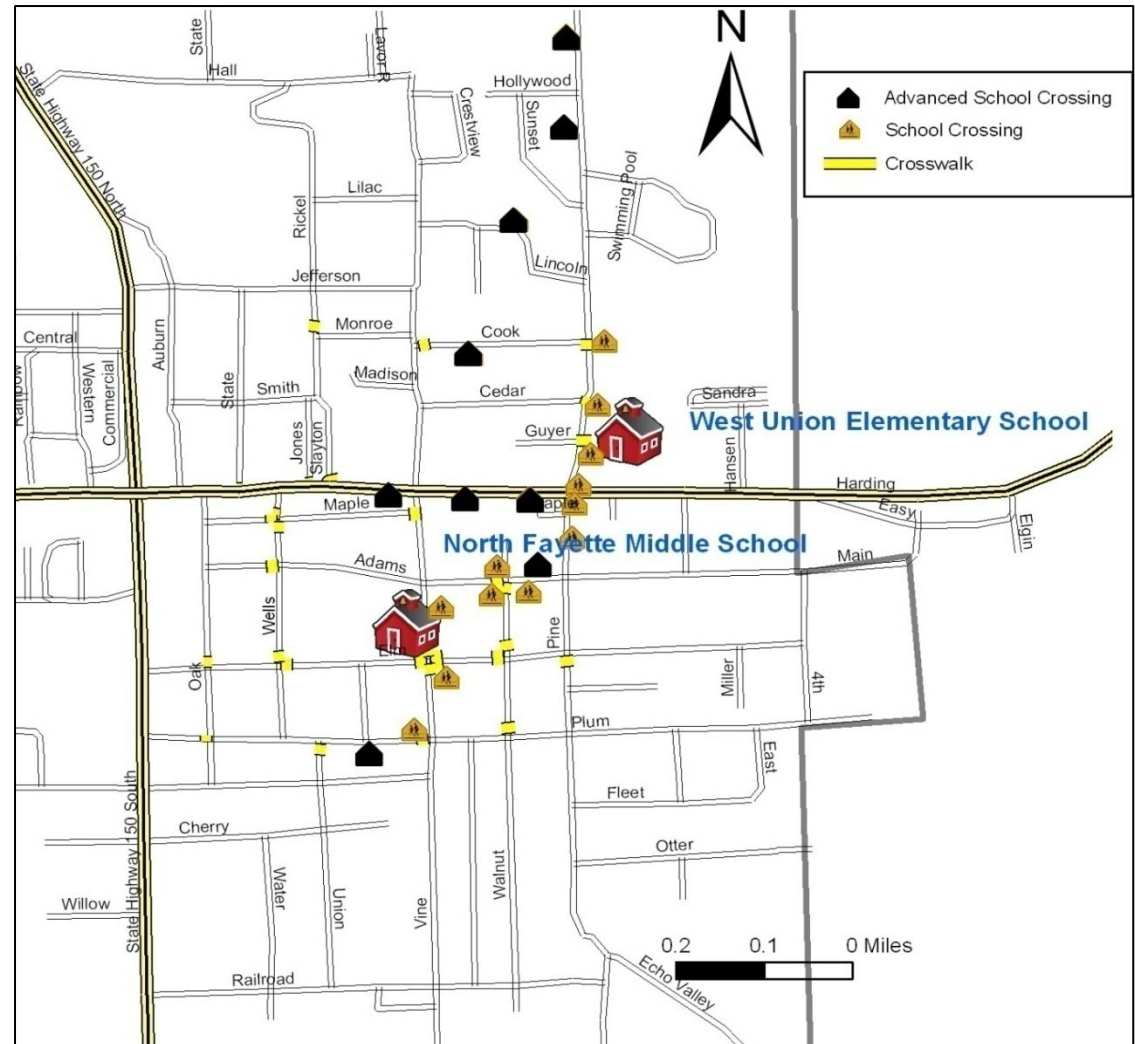 State
Lavor R
N
Hall
Hollywood
Crestview
Sunset
Advanced School Crossing
School Crossing
Crosswalk
State Highway 150 North
Lilac
Rickel
Swimming Pool
Lincoln
Jefferson
Monroe
Cook
Central
Auburn
Western
Commercial
State
Smith
Madison
Cedar
Sandra
Rainbow
Guyer
West Union Elementary School
Jones
Slayton
Hansen
Harding
Maple
Easy
Elgin
North Fayette Middle School
Adams
Main
Wells
Pine
Elm
Oak
Miller
4th
Plum
East
Fleet
State Highway 150 South
Cherry
Otter
Water
Union
Vine
Walnut
Willow
0.2 0.1 0 Miles
Railroad
Echo Valley